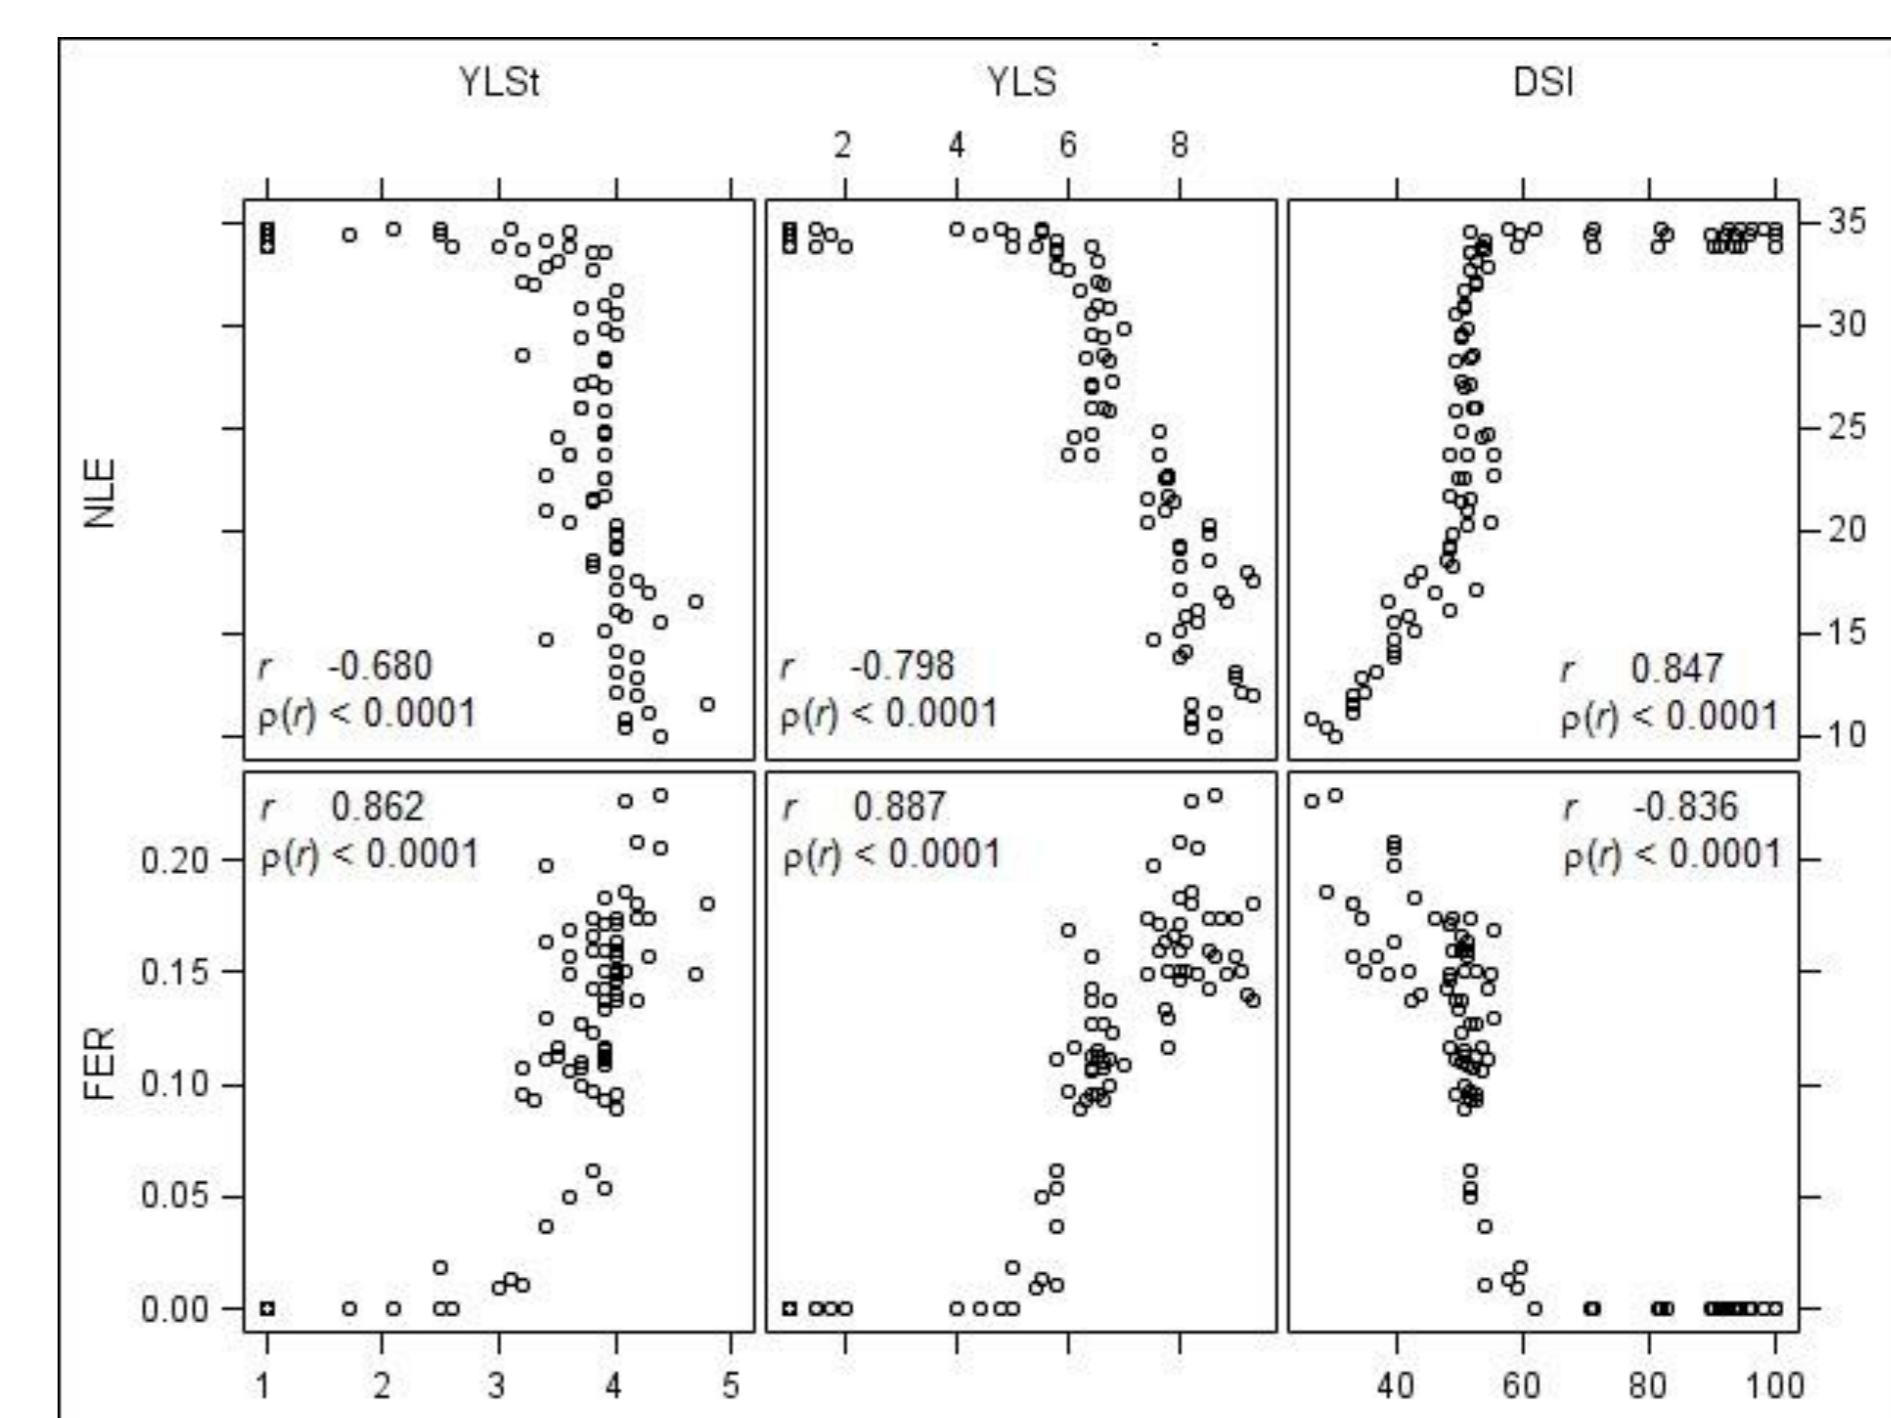 YLSt YLS DSI
2 4 6 8
NLE
35
30
25
20
15
10
r -0.680
ρ(r) < 0.0001
r -0.798
ρ(r) < 0.0001
r 0.847
ρ(r) < 0.0001
FER
0.20
0.15
0.10
0.05
0.00
r 0.862
ρ(r) < 0.0001
r 0.887
ρ(r) < 0.0001
r -0.836
ρ(r) < 0.0001
1 2 3 4 5
40 60 80 100